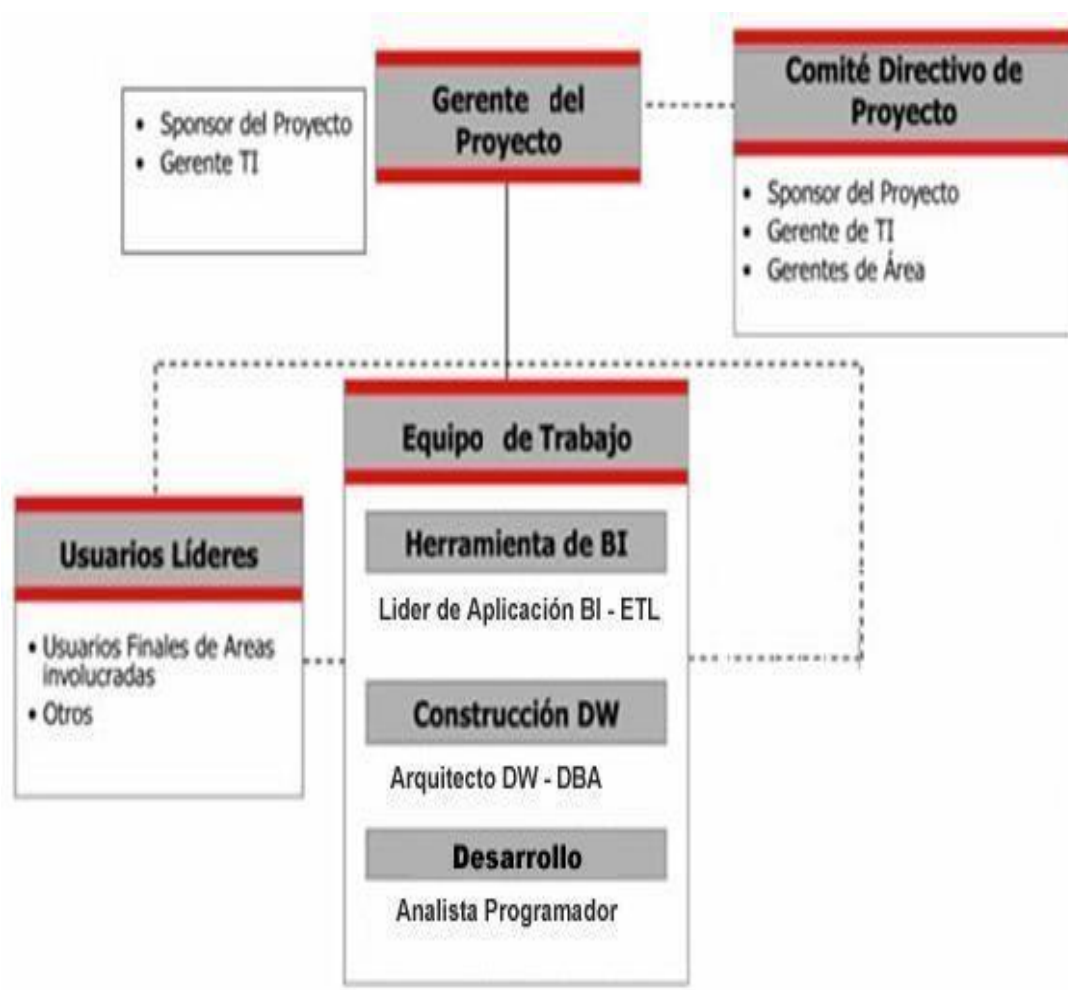 Gerente del
Proyecto
• Sponsor del Proyecto
• Gerente TI
Comité Directivo de
Proyecto
• Sponsor del Proyecto
• Gerente de TI
• Gerentes de Área
Usuarios Líderes
• Usuarios Finales de Areas
involucradas
• Otros
Equipo de Trabajo
Herramienta de BI
Lider de Aplicación BI - ETL
Construcción DW
Arquitecto DW - DBA
Desarrollo
Analista Programador